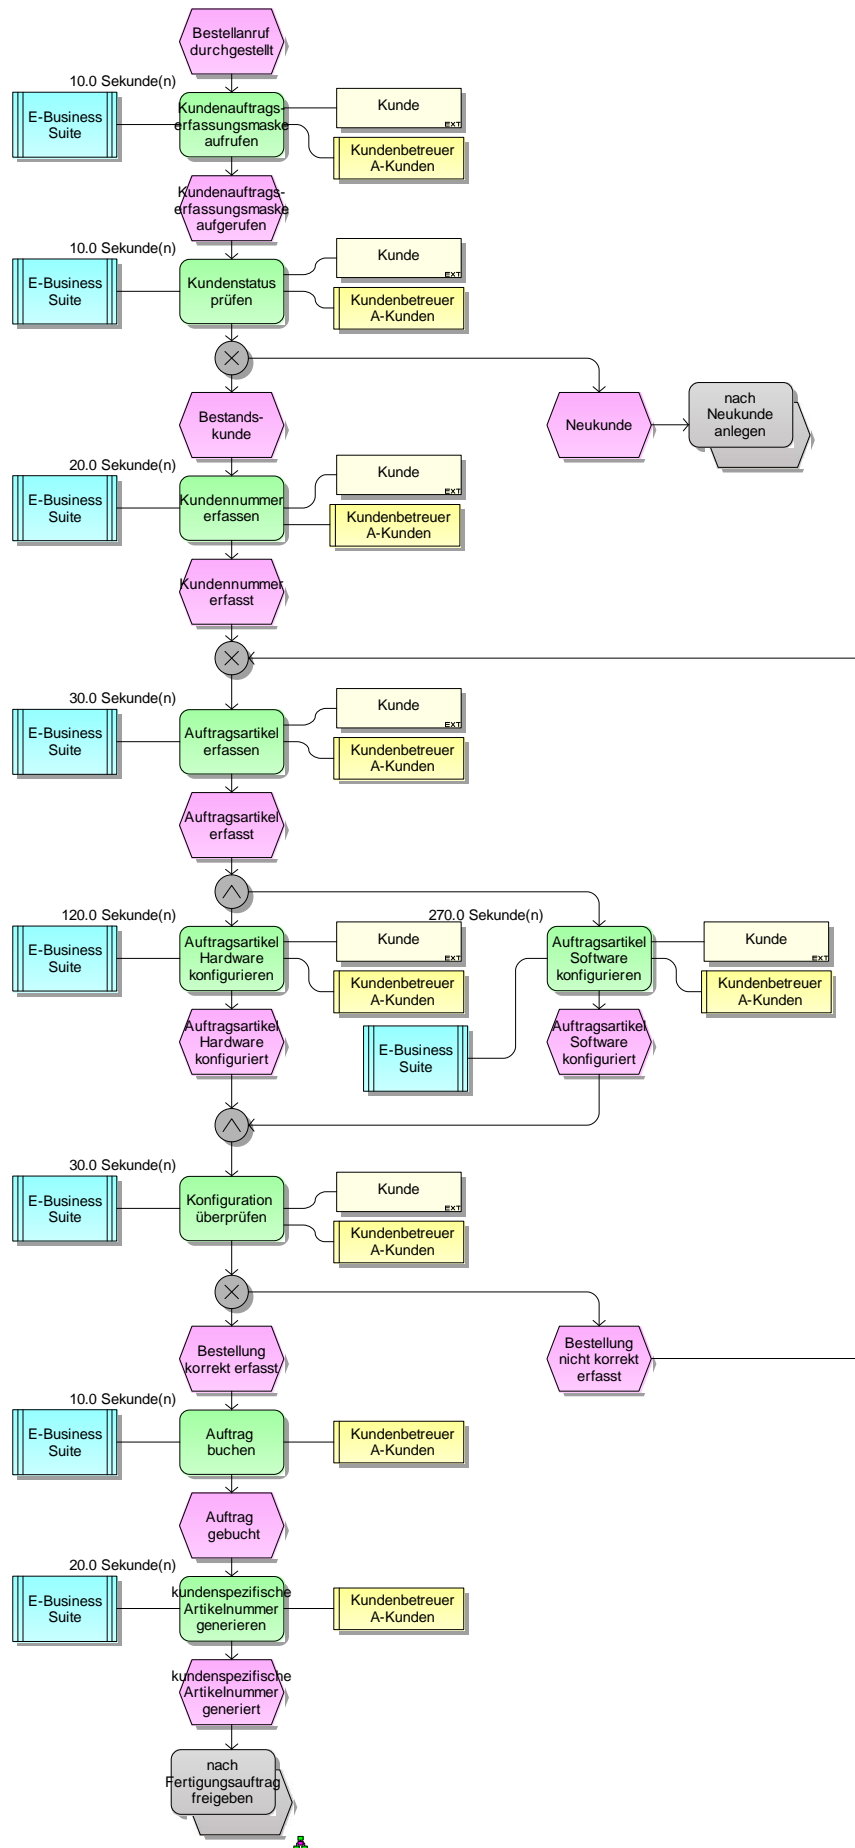 Bestellanruf
durchgestellt
10.0 Sekunde(n)
E-Business
Suite
Kundenauftrags-
erfassungsmaske
aufrufen
Kunde
EXT
Kundenbetreuer
A-Kunden
Kundenauftrags-
erfassungsmaske
aufgerufen
10.0 Sekunde(n)
E-Business
Suite
Kundenstatus
prüfen
Kunde
EXT
Kundenbetreuer
A-Kunden
Bestands-
kunde
Neukunde
nach
Neukunde
anlegen
20.0 Sekunde(n)
E-Business
Suite
Kundennummer
erfassen
Kunde
EXT
Kundenbetreuer
A-Kunden
Kundennummer
erfasst
30.0 Sekunde(n)
E-Business
Suite
Auftragsartikel
erfassen
Kunde
EXT
Kundenbetreuer
A-Kunden
Auftragsartikel
erfasst
120.0 Sekunde(n)
E-Business
Suite
Auftragsartikel
Hardware
konfigurieren
Kunde
EXT
Kundenbetreuer
A-Kunden
270.0 Sekunde(n)
Auftragsartikel
Software
konfigurieren
Kunde
EXT
Kundenbetreuer
A-Kunden
Auftragsartikel
Hardware
konfiguriert
E-Business
Suite
Auftragsartikel
Software
konfiguriert
30.0 Sekunde(n)
E-Business
Suite
Konfiguration
überprüfen
Kunde
EXT
Kundenbetreuer
A-Kunden
Bestellung
korrekt erfasst
Bestellung
nicht korrekt
erfasst
10.0 Sekunde(n)
E-Business
Suite
Auftrag
buchen
Kundenbetreuer
A-Kunden
Auftrag
gebucht
20.0 Sekunde(n)
E-Business
Suite
kundenspezifische
Artikelnummer
generieren
Kundenbetreuer
A-Kunden
kundenspezifische
Artikelnummer
generiert
nach
Fertigungsauftrag
freigeben